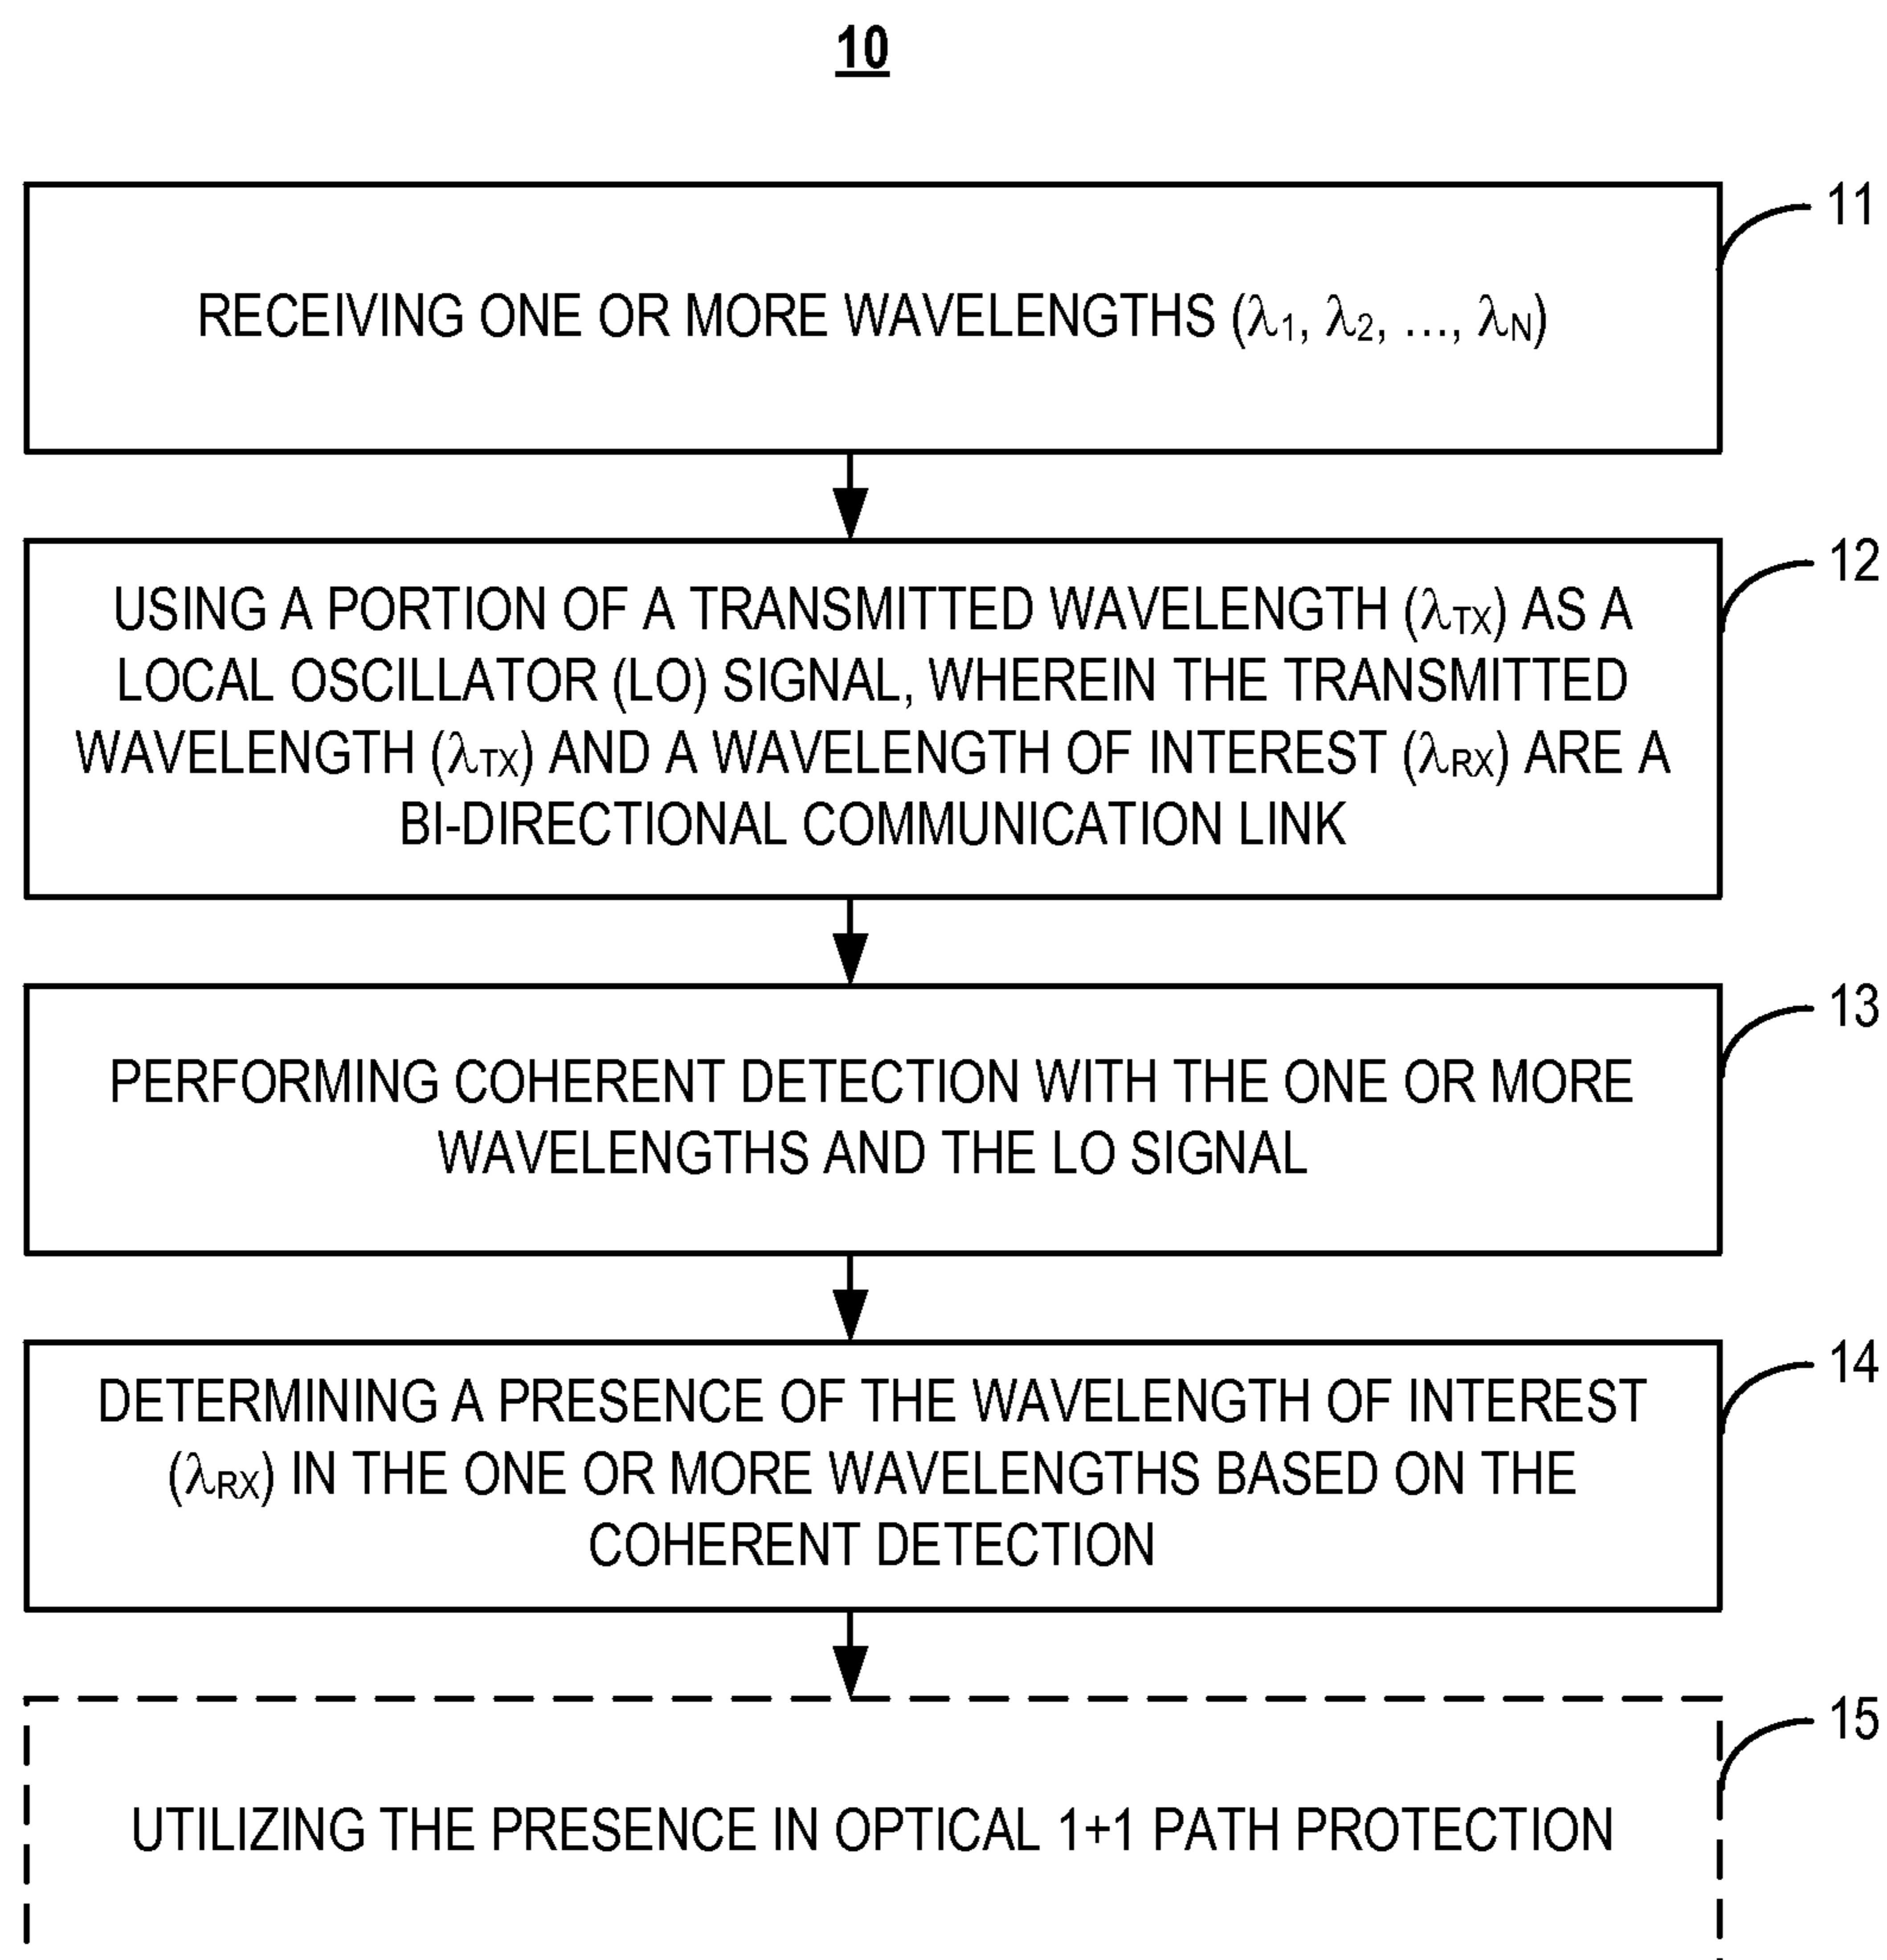 10
11
RECEIVING ONE OR MORE WAVELENGTHS (λ1, λ2, …, λN)
12
USING A PORTION OF A TRANSMITTED WAVELENGTH (λTX) AS A
LOCAL OSCILLATOR (LO) SIGNAL, WHEREIN THE TRANSMITTED
WAVELENGTH (λTX) AND A WAVELENGTH OF INTEREST (λRX) ARE A
BI-DIRECTIONAL COMMUNICATION LINK
13
PERFORMING COHERENT DETECTION WITH THE ONE OR MORE
WAVELENGTHS AND THE LO SIGNAL
14
DETERMINING A PRESENCE OF THE WAVELENGTH OF INTEREST
(λRX) IN THE ONE OR MORE WAVELENGTHS BASED ON THE
COHERENT DETECTION
15
UTILIZING THE PRESENCE IN OPTICAL 1+1 PATH PROTECTION